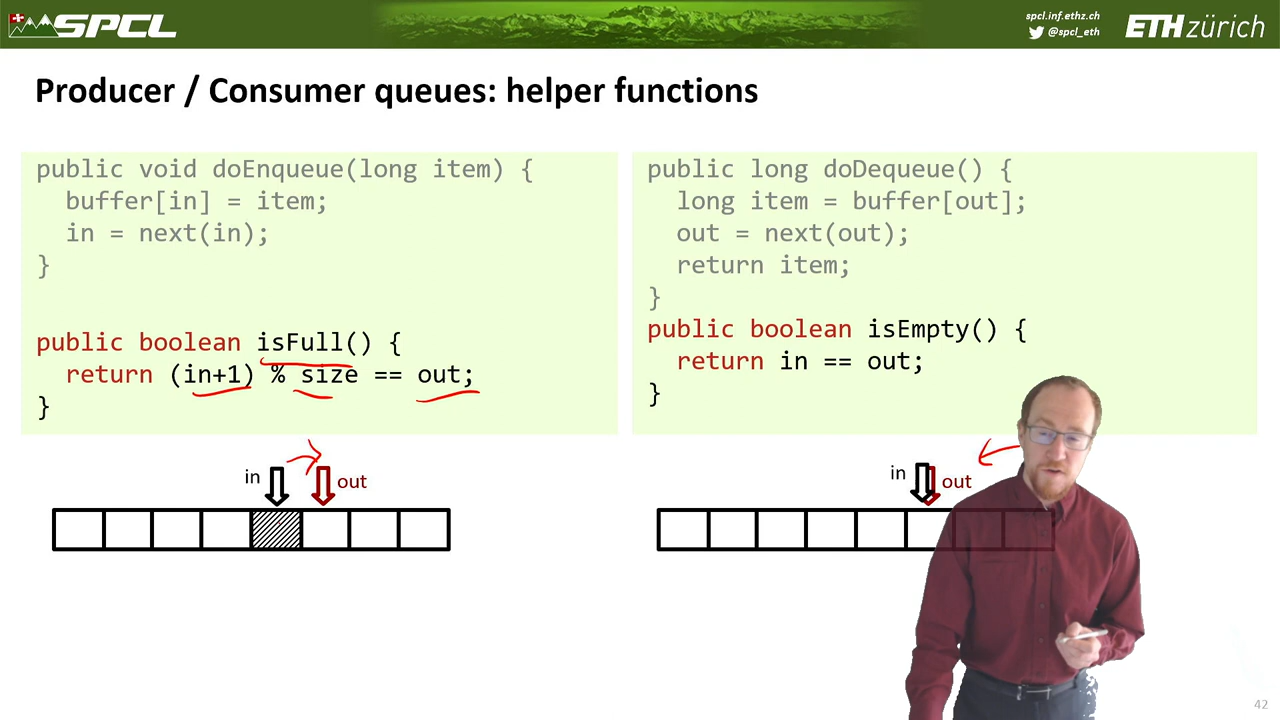 SPCL
spcl.inf.ethz.ch
@spcl_eth
ETH zürich
Producer / Consumer queues: helper functions
public void doEnqueue(long item) {
buffer[in] = item;
in = next(in);
}
public boolean isFull() {
return (in+1) % size == out;
}
public long doDequeue() {
long item = buffer[out];
out = next(out);
return item;
}
public boolean isEmpty() {
return in == out;
}
in
out
in
out
42